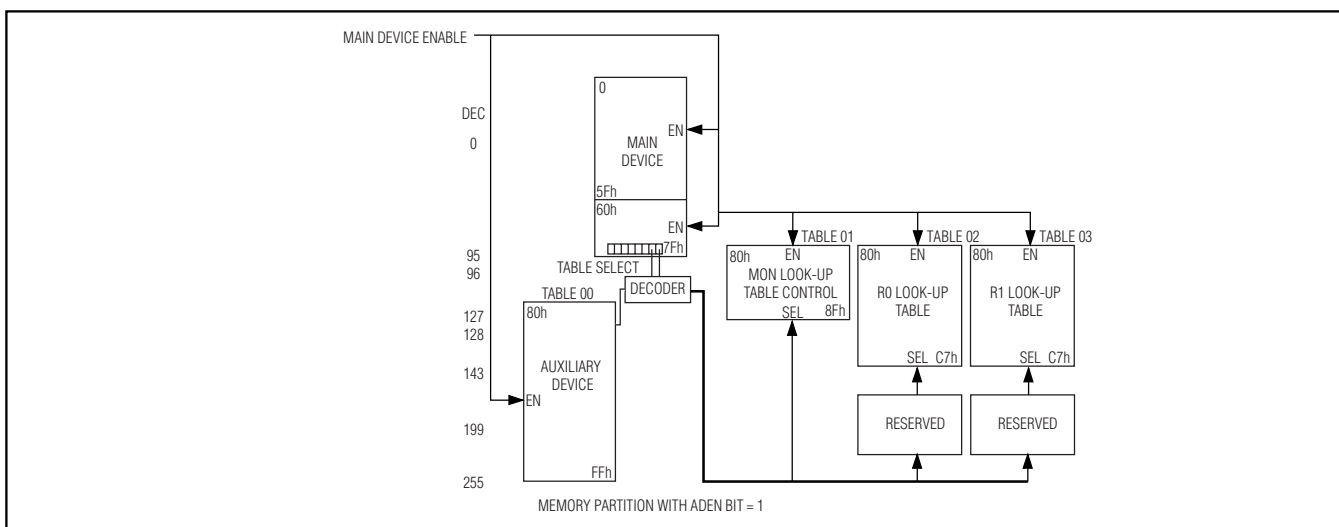 MAIN DEVICE ENABLE
DEC
0
95
96
127
128
143
199
255
0
EN
MAIN
DEVICE
5Fh
60h
EN
7Fh
TABLE SELECT
DECODER
TABLE 00
80h
AUXILIARY
DEVICE
EN
FFh
TABLE 01
80h
EN
MON LOOK-UP
TABLE CONTROL
SEL 8Fh
TABLE 02
80h
EN
R0 LOOK-UP
TABLE
SEL C7h
RESERVED
TABLE 03
80h
EN
R1 LOOK-UP
TABLE
SEL C7h
RESERVED
MEMORY PARTITION WITH ADEN BIT = 1